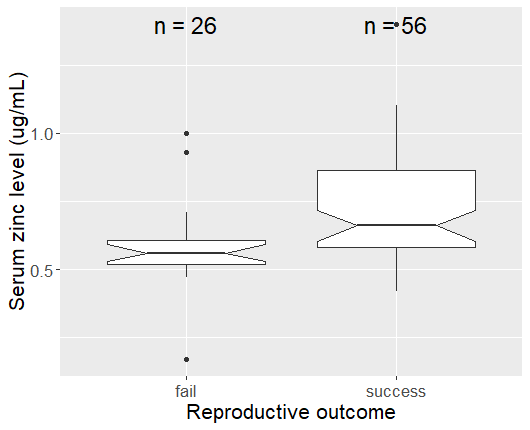 n = 26 n = 56
Serum zinc level (ug/mL)
1.0
0.5
fail success
Reproductive outcome